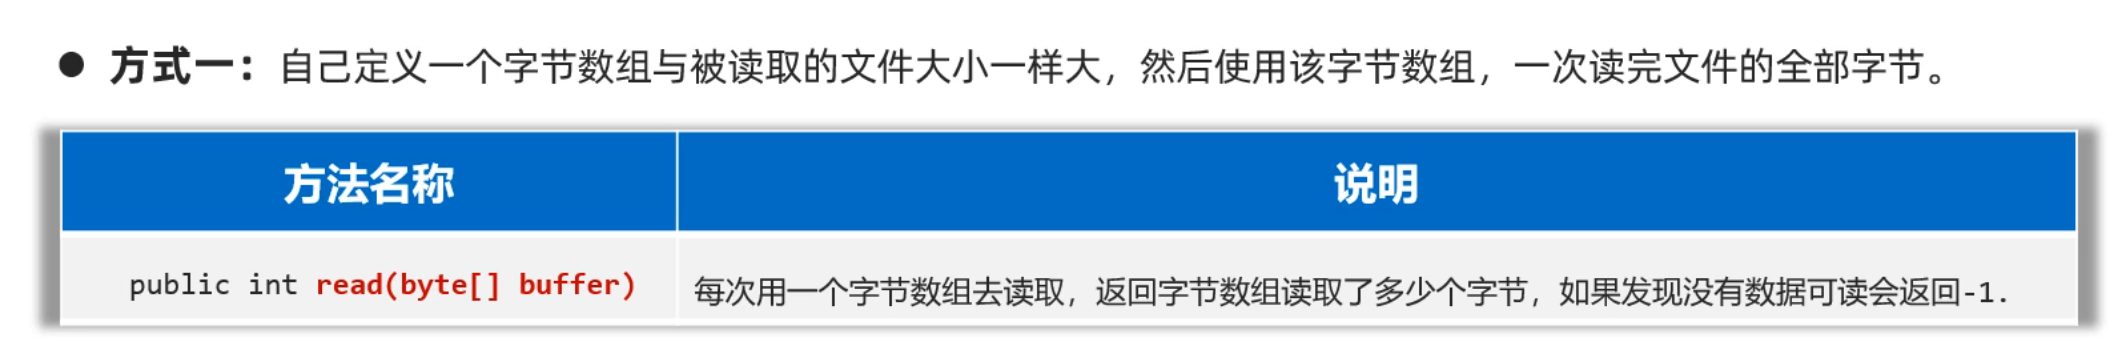 ● 方式一：自己定义一个字节数组与被读取的文件大小一样大，然后使用该字节数组，一次读完文件的全部字节。
方法名称 说明
public int read(byte[] buffer) 每次用一个字节数组去读取，返回字节数组读取了多少个字节，如果发现没有数据可读会返回-1.